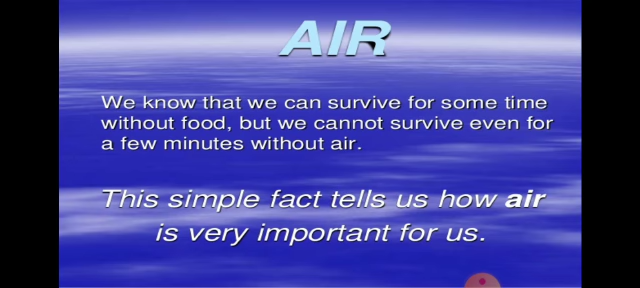 AIR
We know that we can survive for some time
without food, but we cannot survive even for
a few minutes without air.
This simple fact tells us how air
is very important for us.